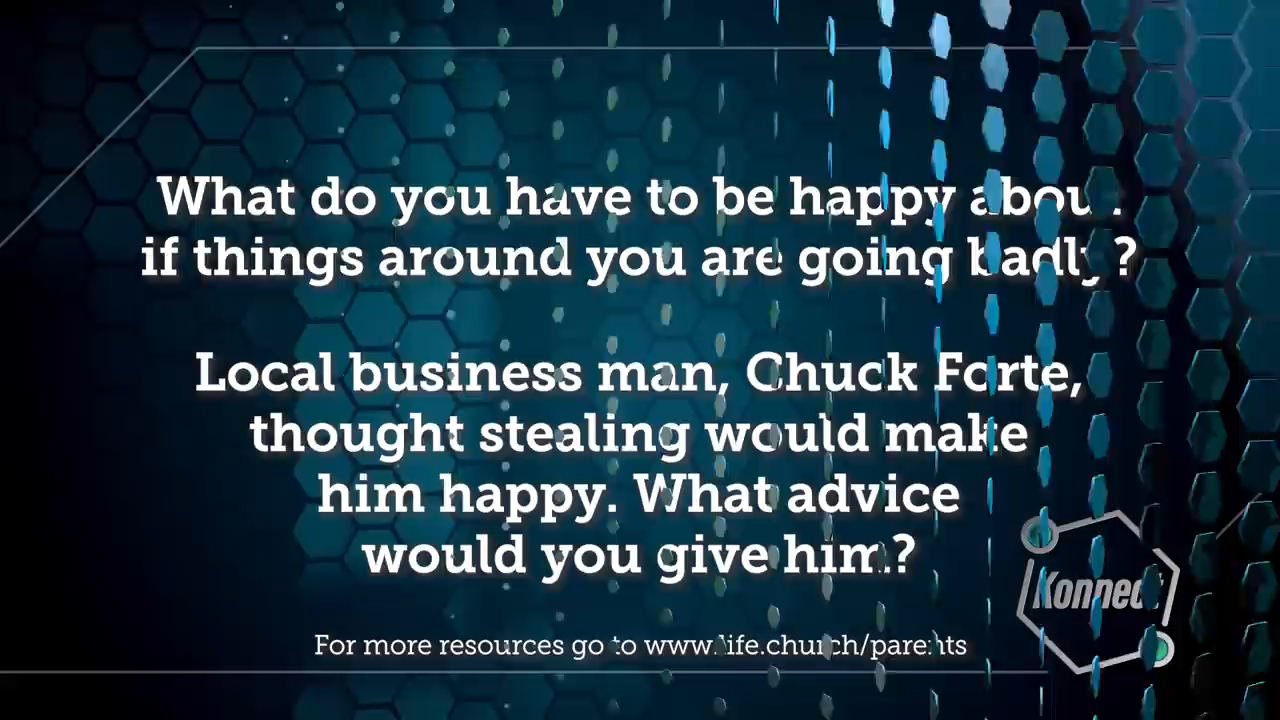 What do you have to be happy about
if things around you are going badly?
Local business man, Chuck Forte,
thought stealing would make
him happy. What advice
would you give him?
Konnect
For more resources go to www.life.church/parents